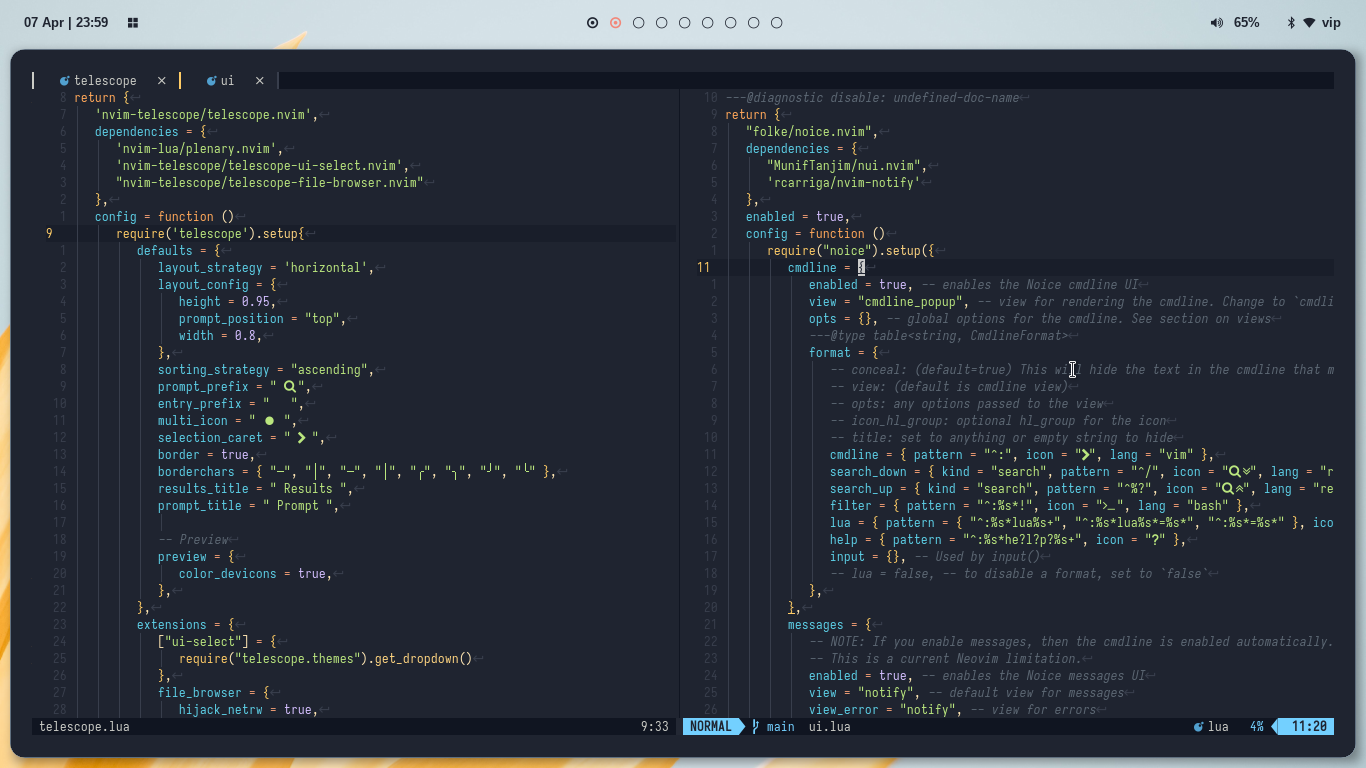 07 Apr | 23:59
65%
vip
telescope ×
ui ×
8 return {
7 'nvim-telescope/telescope.nvim',
6 dependencies = {
5 'nvim-lua/plenary.nvim',
4 'nvim-telescope/telescope-ui-select.nvim',
3 "nvim-telescope/telescope-file-browser.nvim"
2 },
1 config = function ()
9 require('telescope').setup{
1 defaults = {
2 layout_strategy = 'horizontal',
3 layout_config = {
4 height = 0.95,
5 prompt_position = "top",
6 width = 0.8,
7 },
8 sorting_strategy = "ascending",
9 prompt_prefix = " ",
10 entry_prefix = "   ",
11 multi_icon = " ● ",
12 selection_caret = " ❯ ",
13 border = true,
14 borderchars = { "─", "│", "─", "│", "╭", "╮", "╯", "╰" },
15 results_title = " Results ",
16 prompt_title = " Prompt ",
17
18 -- Preview
19 preview = {
20 color_devicons = true,
21 },
22 },
23 extensions = {
24 ["ui-select"] = {
25 require("telescope.themes").get_dropdown()
26 },
27 file_browser = {
28 hijack_netrw = true,
telescope.lua 9:33
10 ---@diagnostic disable: undefined-doc-name
9 return {
8 "folke/noice.nvim",
7 dependencies = {
6 "MunifTanjim/nui.nvim",
5 'rcarriga/nvim-notify'
4 },
3 enabled = true,
2 config = function ()
1 require("noice").setup({
11 cmdline = {
1 enabled = true, -- enables the Noice cmdline UI
2 view = "cmdline_popup", -- view for rendering the cmdline. Change to `cmdli
3 opts = {}, -- global options for the cmdline. See section on views
4 ---@type table<string, CmdlineFormat>
5 format = {
6 -- conceal: (default=true) This will hide the text in the cmdline that m
7 -- view: (default is cmdline view)
8 -- opts: any options passed to the view
9 -- icon_hl_group: optional hl_group for the icon
10 -- title: set to anything or empty string to hide
11 cmdline = { pattern = "^:", icon = "❯", lang = "vim" },
12 search_down = { kind = "search", pattern = "^/", icon = " ", lang = "r
13 search_up = { kind = "search", pattern = "^%?", icon = " ", lang = "re
14 filter = { pattern = "^:%s*!", icon = ">_", lang = "bash" },
15 lua = { pattern = { "^:%s*lua%s+", "^:%s*lua%s*=%s*", "^:%s*=%s*" }, ico
16 help = { pattern = "^:%s*he?l?p?%s+", icon = "?" },
17 input = {}, -- Used by input()
18 -- lua = false, -- to disable a format, set to `false`
19 },
20 },
21 messages = {
22 -- NOTE: If you enable messages, then the cmdline is enabled automatically.
23 -- This is a current Neovim limitation.
24 enabled = true, -- enables the Noice messages UI
25 view = "notify", -- default view for messages
26 view_error = "notify", -- view for errors
NORMAL main ui.lua lua 4% 11:20